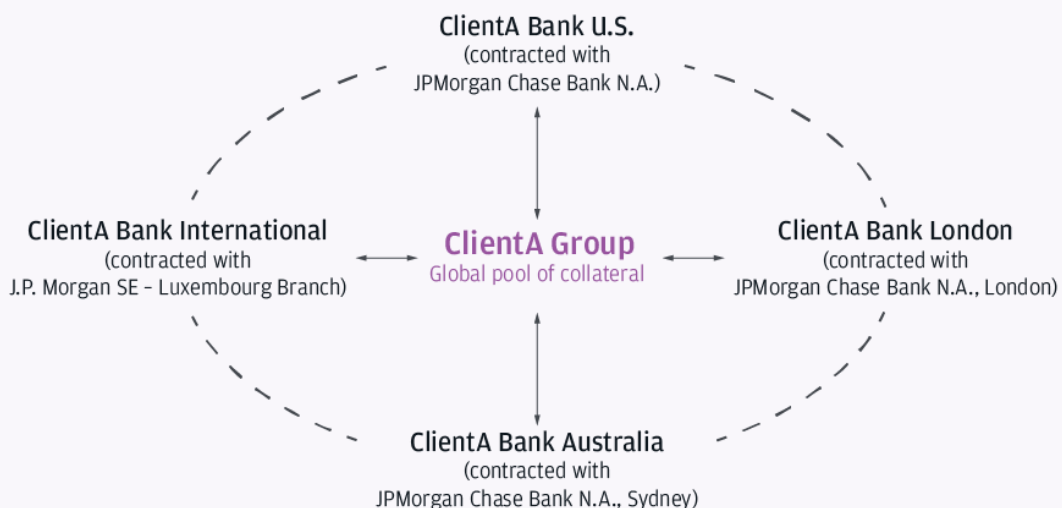 ClientA Bank U.S.
(contracted with
JPMorgan Chase Bank N.A.)
ClientA Bank International
(contracted with
J.P. Morgan SE – Luxembourg Branch)
ClientA Group
Global pool of collateral
ClientA Bank London
(contracted with
JPMorgan Chase Bank N.A., London)
ClientA Bank Australia
(contracted with
JPMorgan Chase Bank N.A., Sydney)